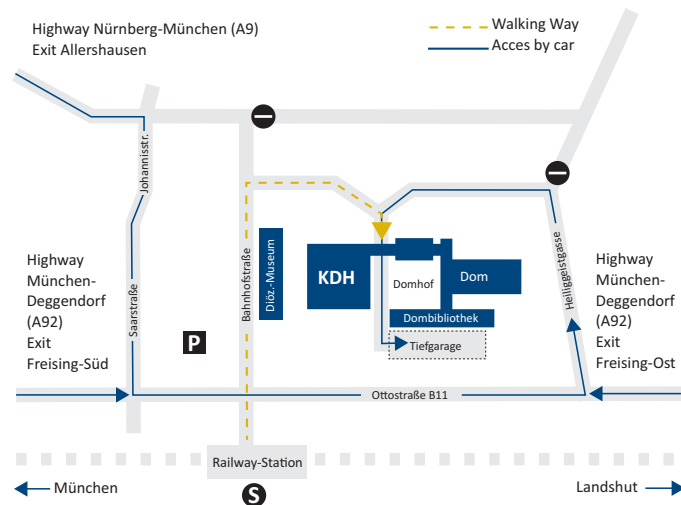 Highway Nürnberg-München (A9)
Exit Allershausen
Walking Way
Acces by car
Johannisstr.
Saarstraße
Bahnhofstraße
Diöz.-Museum
KDH
Domhof
Dom
Dombibliothek
Tiefgarage
Heiliggeistgasse
Highway
München-
Deggendorf
(A92)
Exit
Freising-Süd
Highway
München-
Deggendorf
(A92)
Exit
Freising-Ost
P
Ottostraße B11
Railway-Station
München
S
Landshut